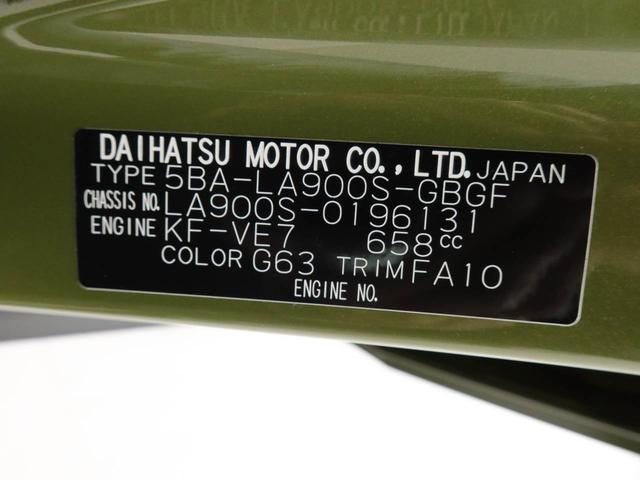 DAIHATSU MOTOR CO., LTD. JAPAN
TYPE 5BA-LA900S-GBGF
CHASSIS NO. LA900S-0196131
ENGINE KF-VE7 658cc
COLOR G63 TRIM FA10
ENGINE NO.